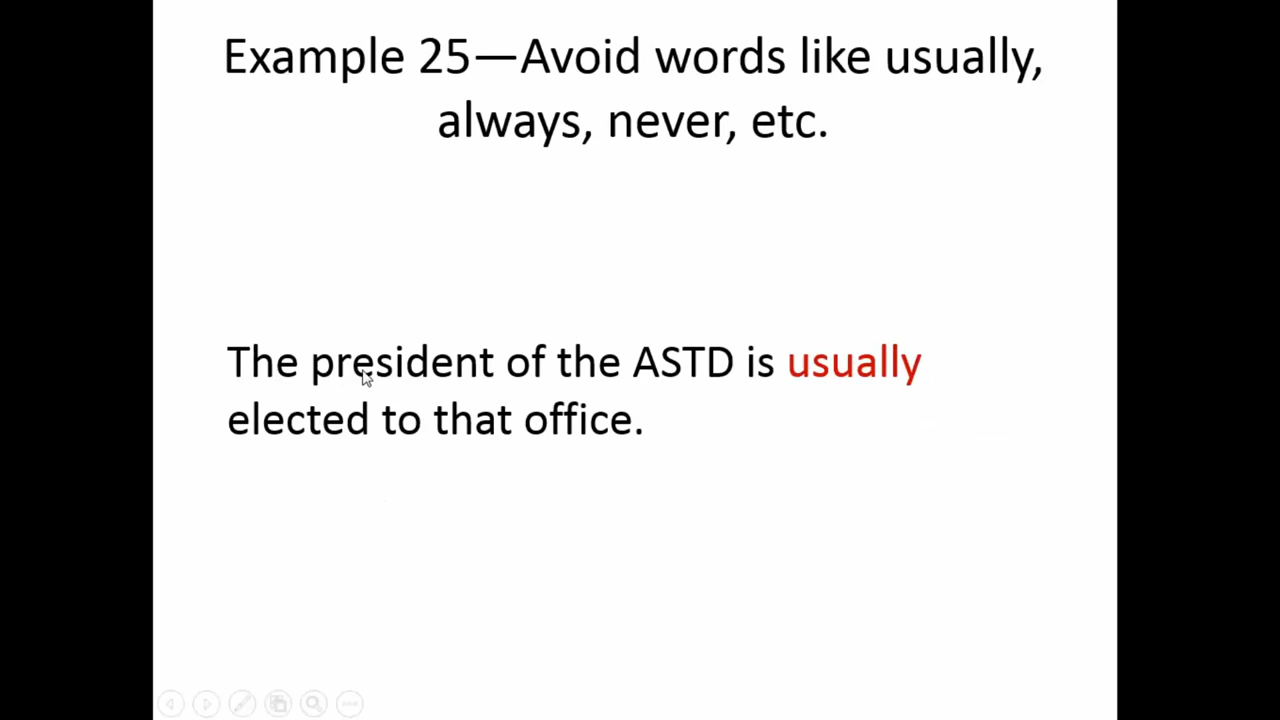 Example 25—Avoid words like usually,
always, never, etc.
The president of the ASTD is usually
elected to that office.